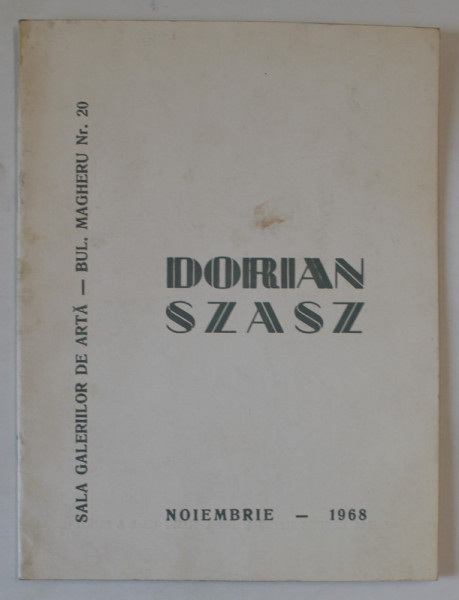 SALA GALERIILOR DE ARTĂ — BUL. MAGHERU Nr. 20
DORIAN
SZASZ
NOIEMBRIE — 1968